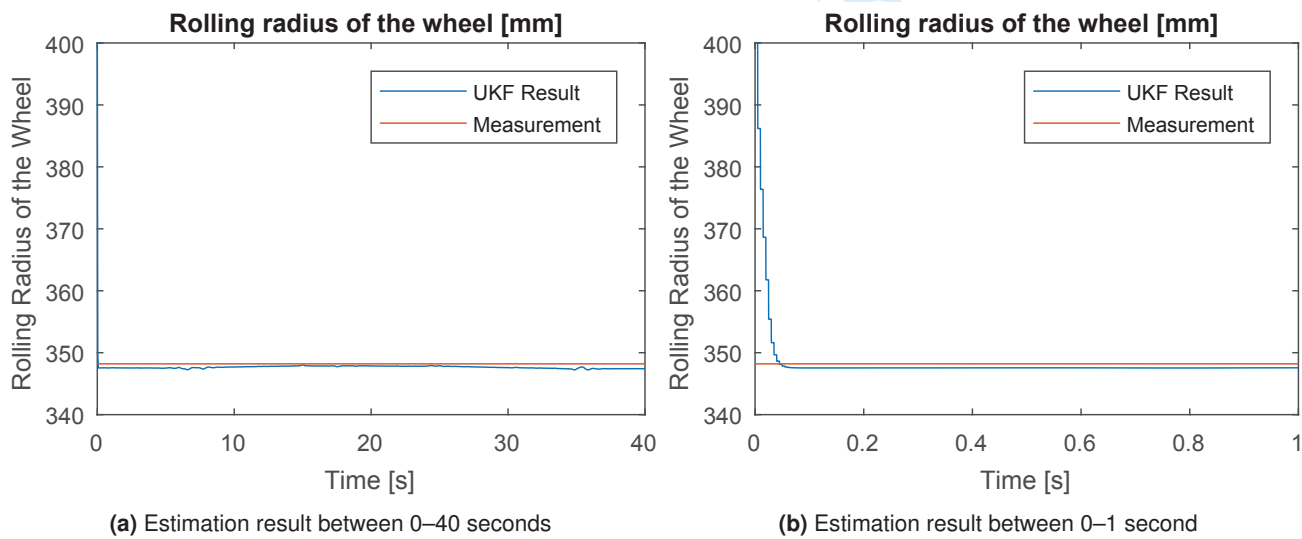 Rolling radius of the wheel [mm]
400
390
380
370
360
350
340
Rolling Radius of the Wheel
UKF Result
Measurement
0
10
20
30
40
Time [s]
(a) Estimation result between 0–40 seconds
Rolling radius of the wheel [mm]
400
390
380
370
360
350
340
Rolling Radius of the Wheel
UKF Result
Measurement
0
0.2
0.4
0.6
0.8
1
Time [s]
(b) Estimation result between 0–1 second